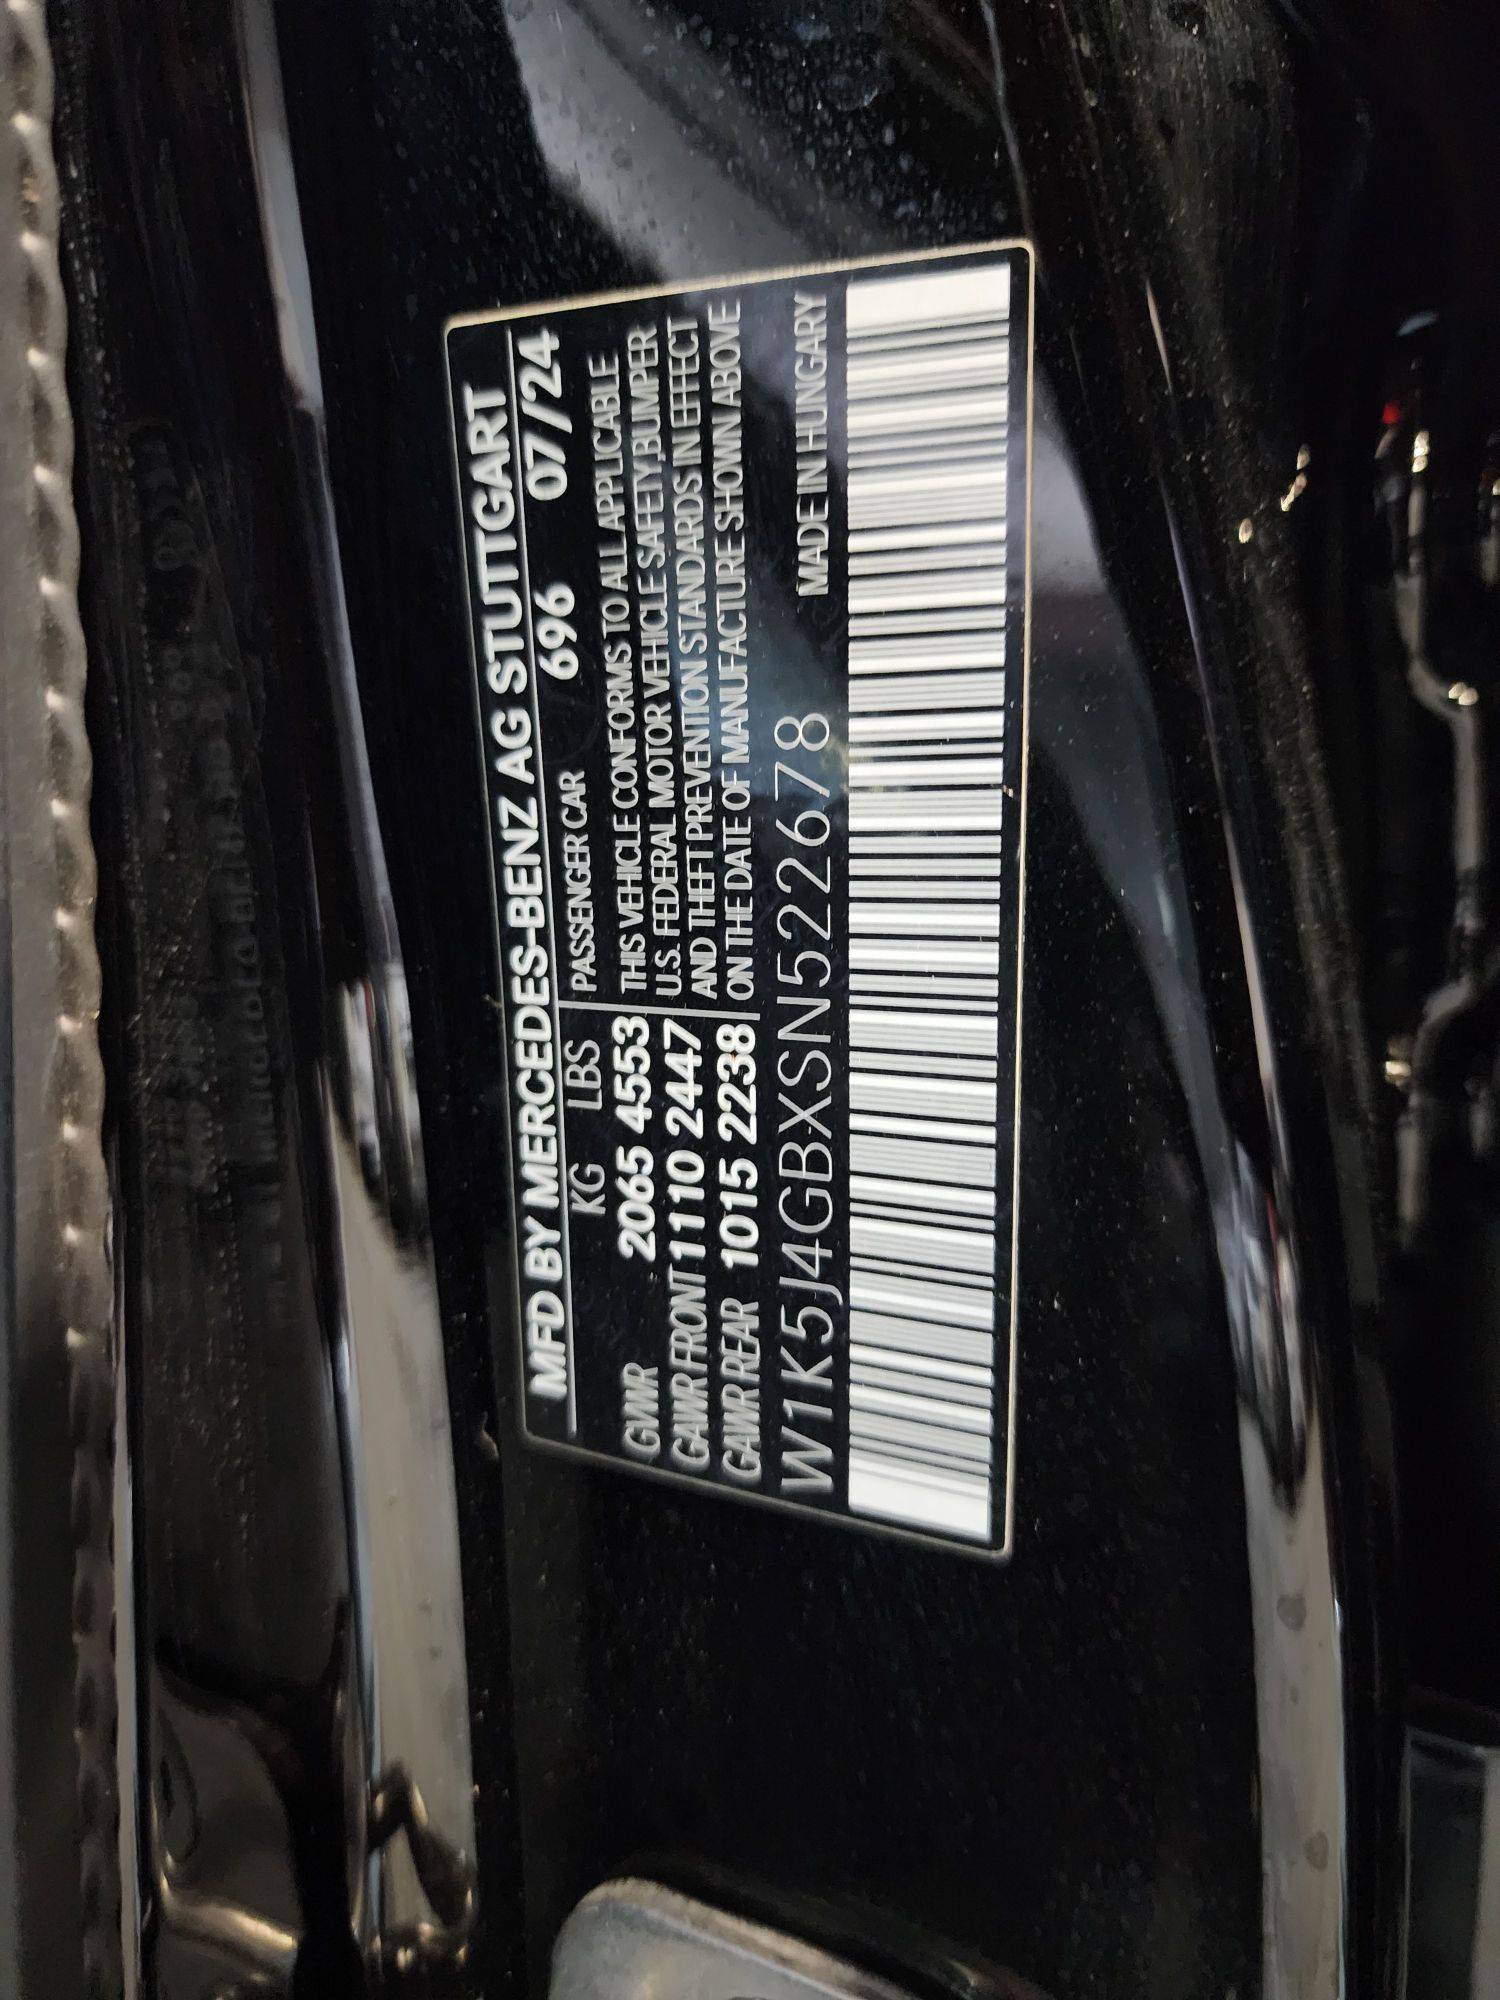 MFD BY MERCEDES-BENZ AG STUTTGART
KG LBS PASSENGER CAR 696 07/24
GVWR 2065 4553 THIS VEHICLE CONFORMS TO ALL APPLICABLE
U.S. FEDERAL MOTOR VEHICLE SAFETY,BUMPER
GAWR FRONT 1110 2447 AND THEFT PREVENTION STANDARDS IN EFFECT
GAWR REAR 1015 2238 ON THE DATE OF MANUFACTURE SHOWN ABOVE
MADE IN HUNGARY
W1K5J4GBXSN522678